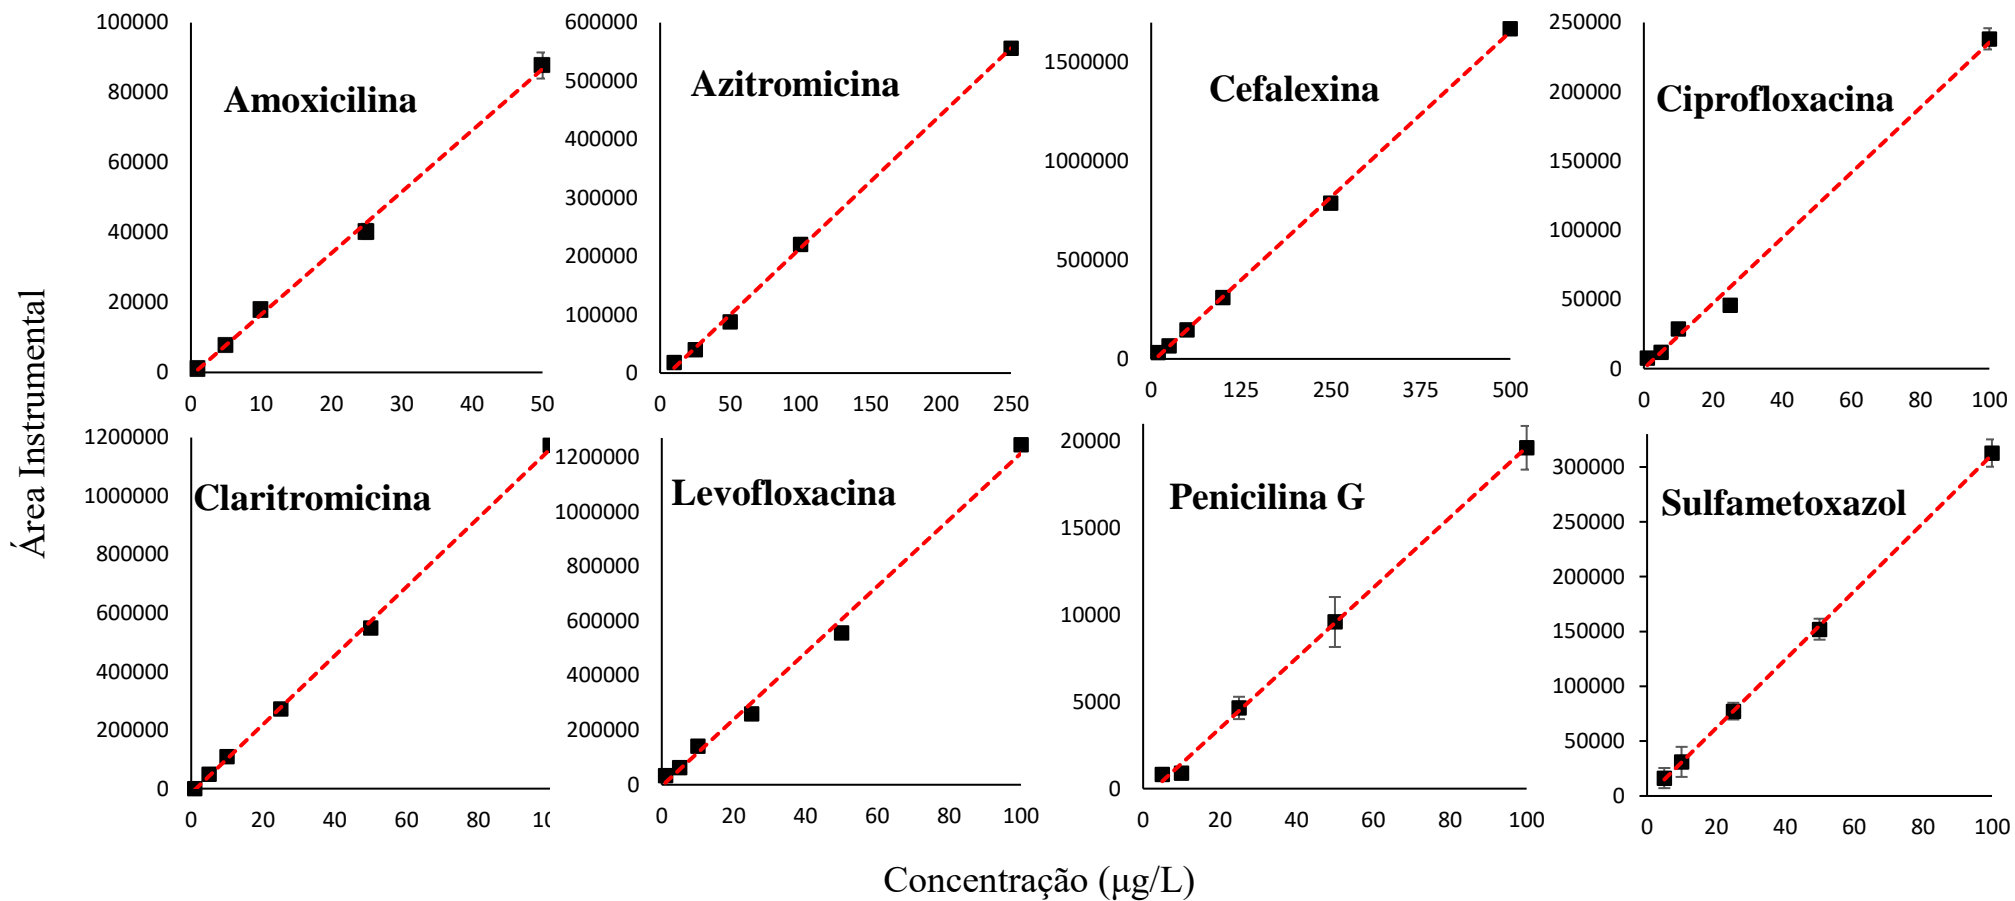 Área Instrumental
Amoxicilina
100000
80000
60000
40000
20000
0
0 10 20 30 40 50
Azitromicina
600000
500000
400000
300000
200000
100000
0
0 50 100 150 200 250
Cefalexina
1500000
1000000
500000
0
0 125 250 375 500
Ciprofloxacina
250000
200000
150000
100000
50000
0
0 20 40 60 80 100
Claritromicina
1200000
1000000
800000
600000
400000
200000
0
0 20 40 60 80 10
Levofloxacina
1200000
1000000
800000
600000
400000
200000
0
0 20 40 60 80 100
Penicilina G
20000
15000
10000
5000
0
0 20 40 60 80 100
Sulfametoxazol
300000
250000
200000
150000
100000
50000
0
0 20 40 60 80 100
Concentração (µg/L)